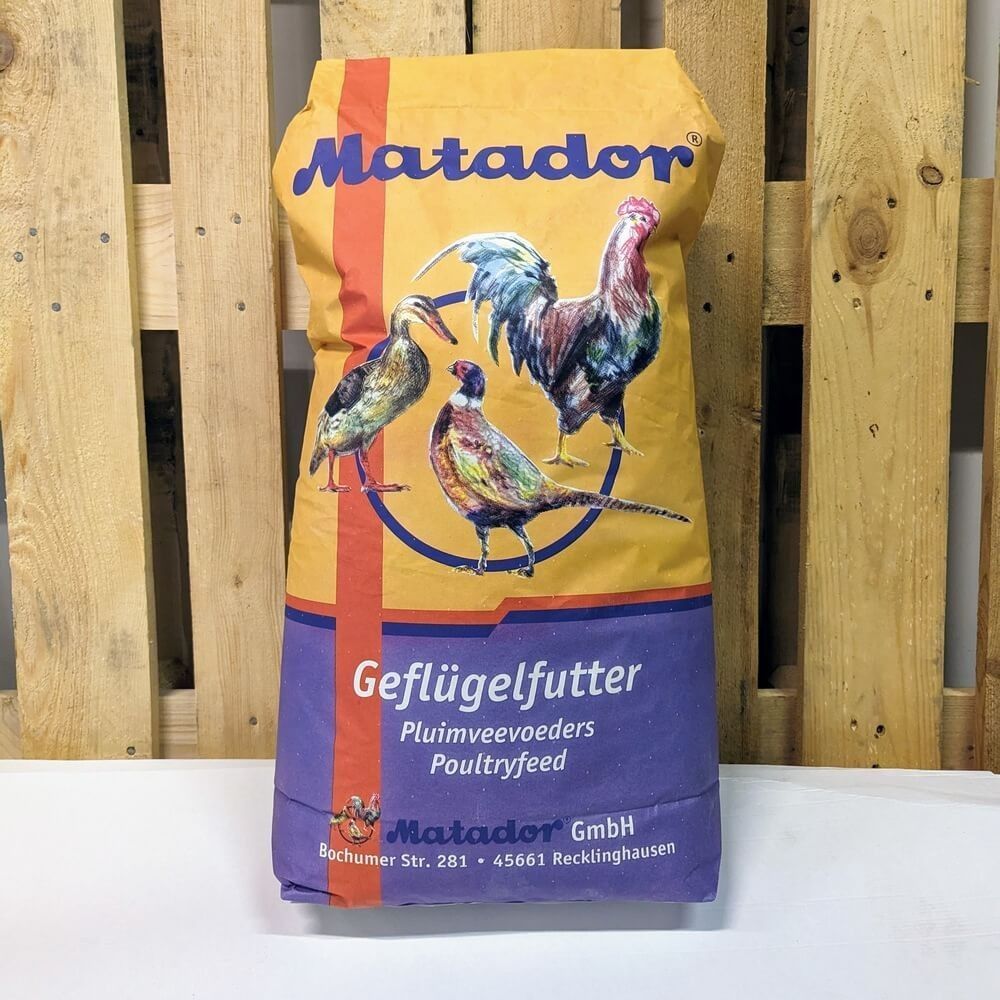 Matador®
Geflügelfutter
Pluimveevoeders
Poultryfeed
Matador® GmbH
Bochumer Str. 281 • 45661 Recklinghausen